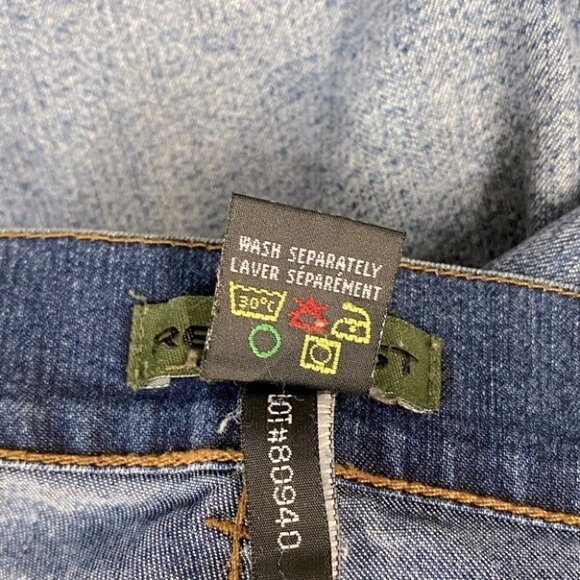 WASH SEPARATELY
LAVER SÉPARÉMENT
30°C
LOT#80940